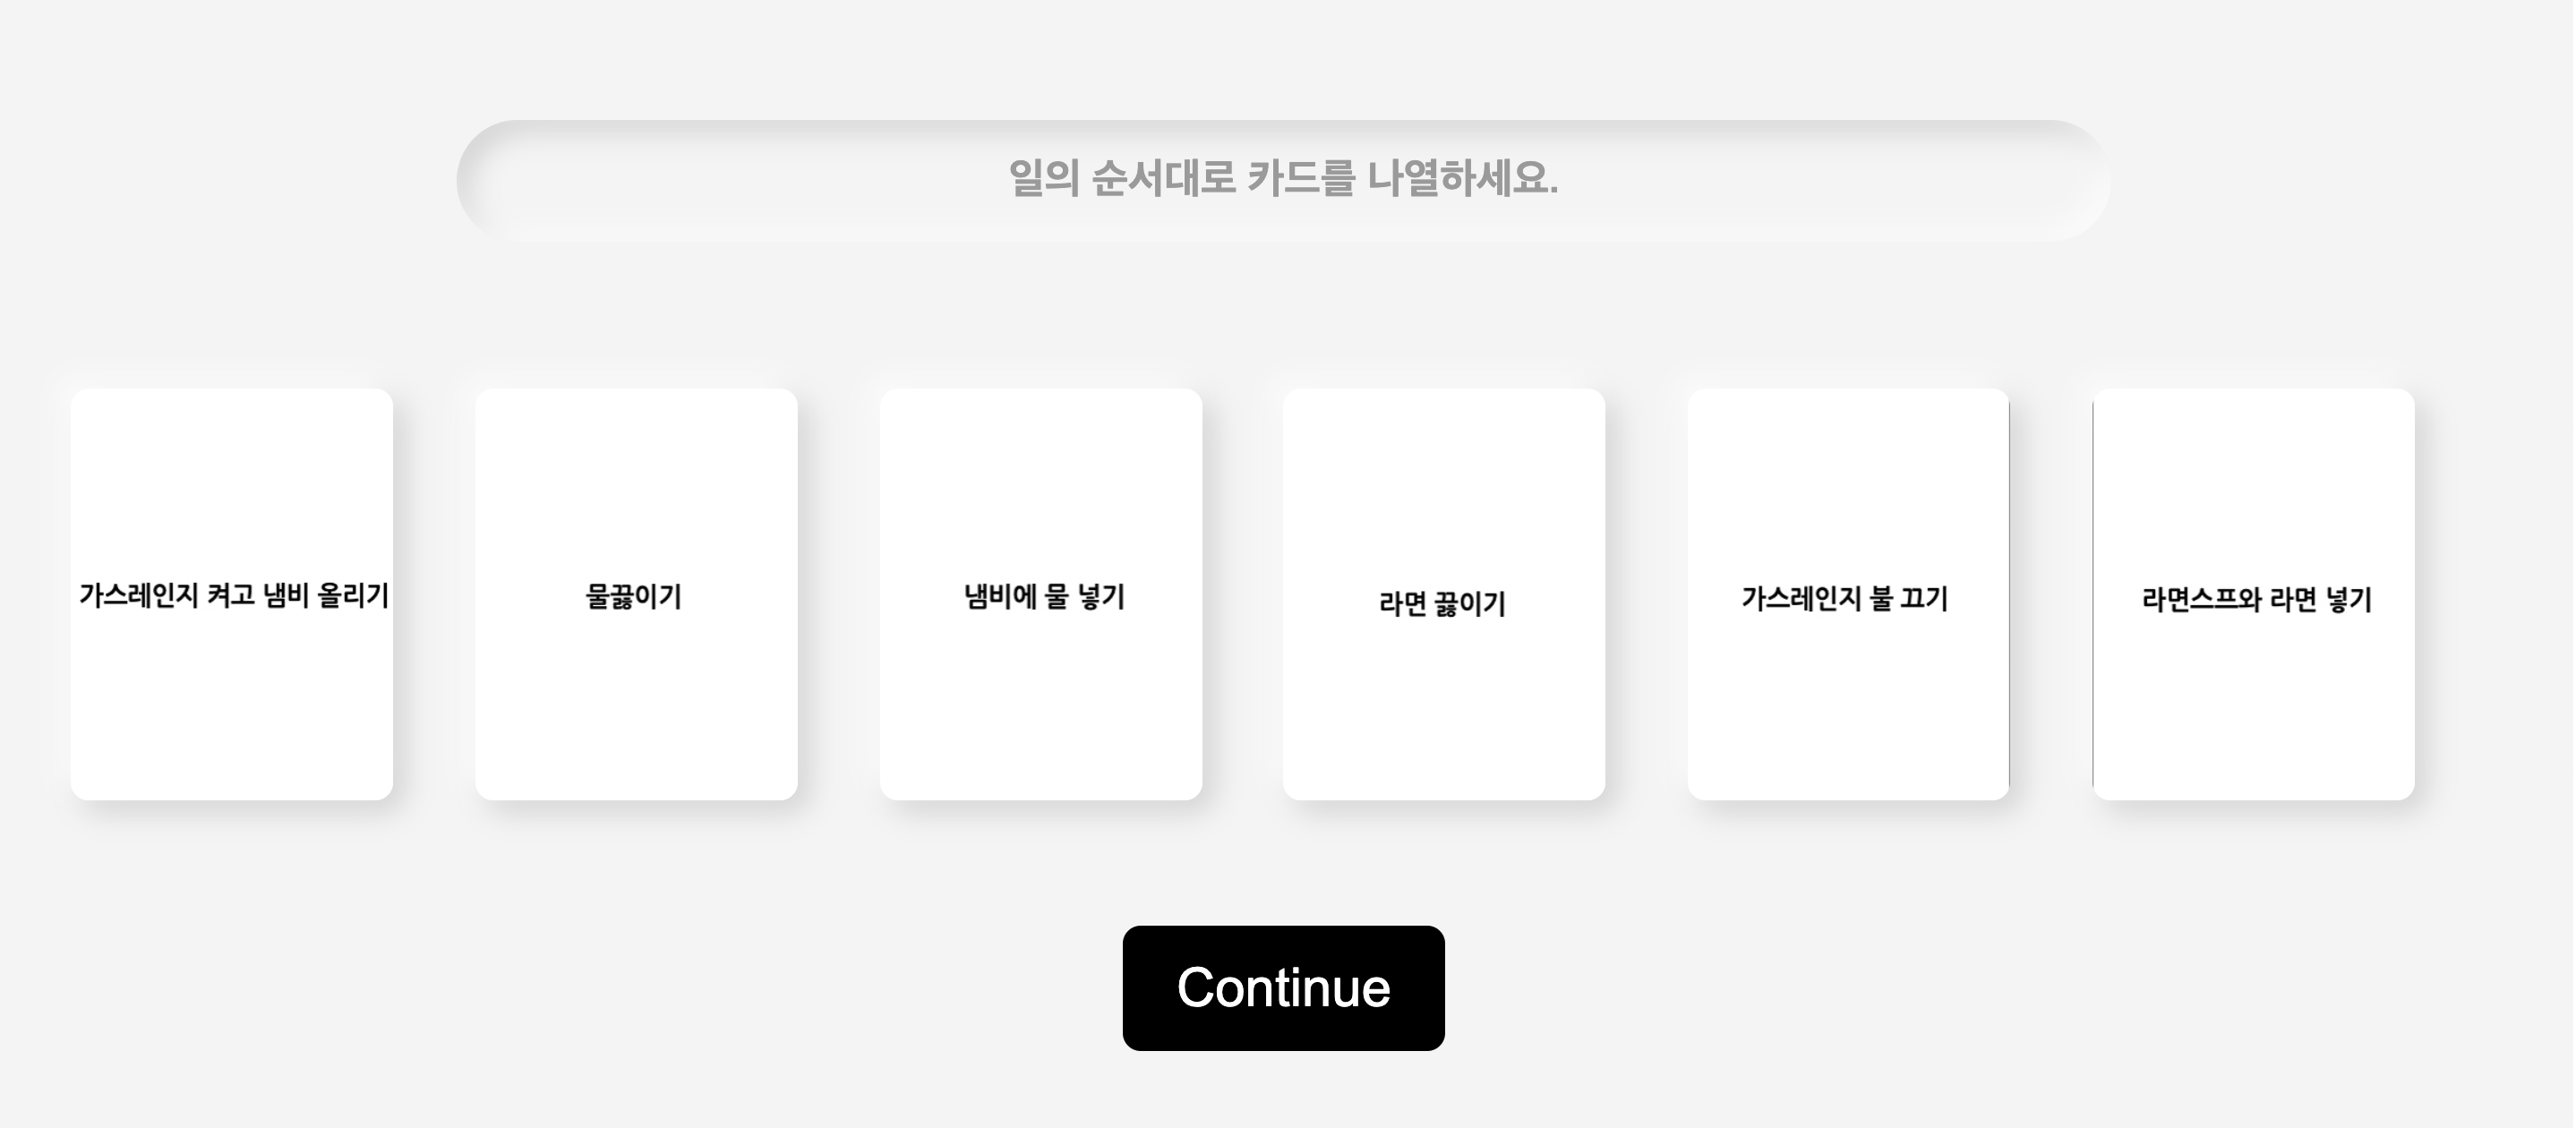 일의 순서대로 카드를 나열하세요.
가스레인지 켜고 냄비 올리기
물끓이기
냄비에 물 넣기
라면 끓이기
가스레인지 불 끄기
라면스프와 라면 넣기
Continue